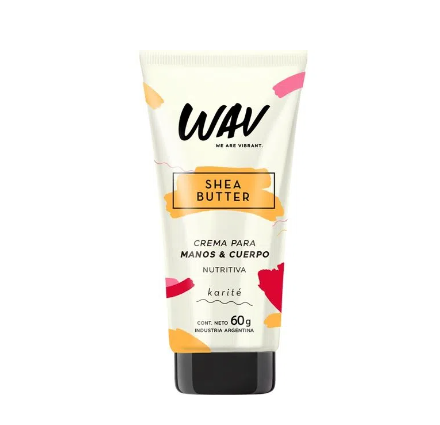 WAV
WE ARE VIBRANT.
SHEA
BUTTER
CREMA PARA
MANOS & CUERPO
NUTRITIVA
karité
CONT. NETO 60g
INDUSTRIA ARGENTINA